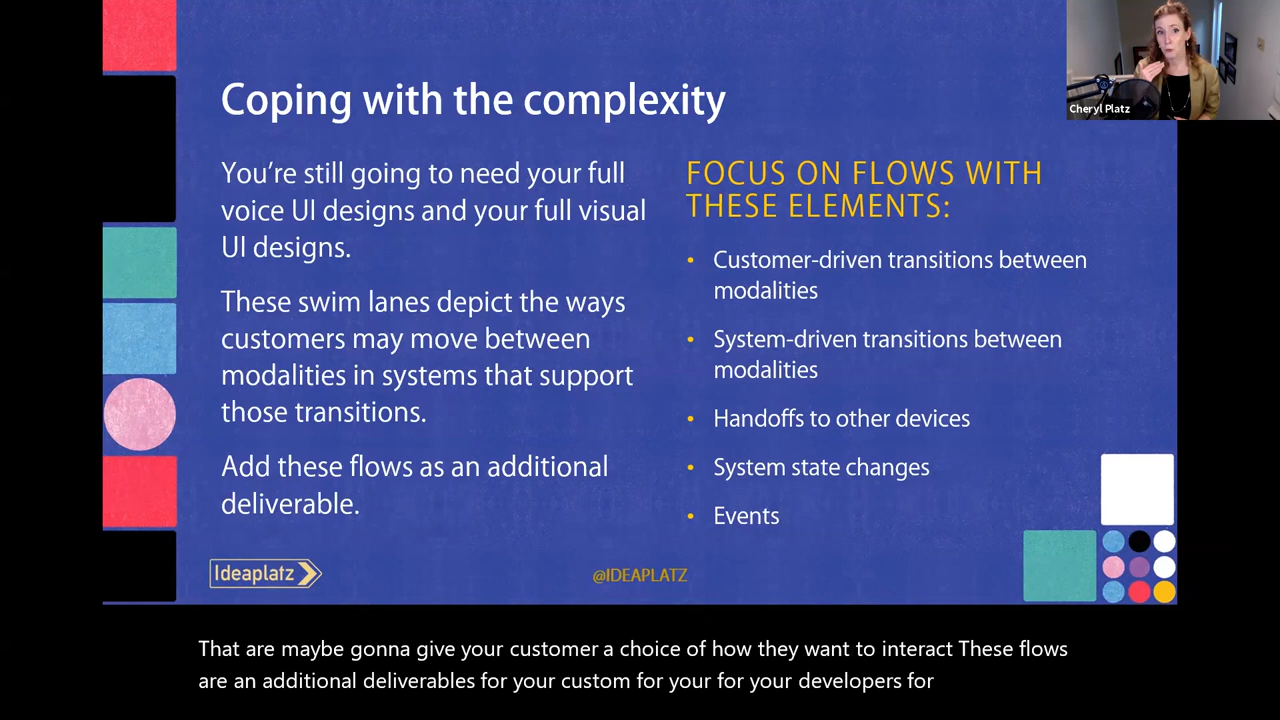 Cheryl Platz
Coping with the complexity
You're still going to need your full
voice UI designs and your full visual
UI designs.
These swim lanes depict the ways
customers may move between
modalities in systems that support
those transitions.
Add these flows as an additional
deliverable.
FOCUS ON FLOWS WITH
THESE ELEMENTS:
• Customer-driven transitions between
modalities
• System-driven transitions between
modalities
• Handoffs to other devices
• System state changes
• Events
Ideaplatz
@IDEAPLATZ
That are maybe gonna give your customer a choice of how they want to interact These flows
are an additional deliverables for your custom for your for your developers for